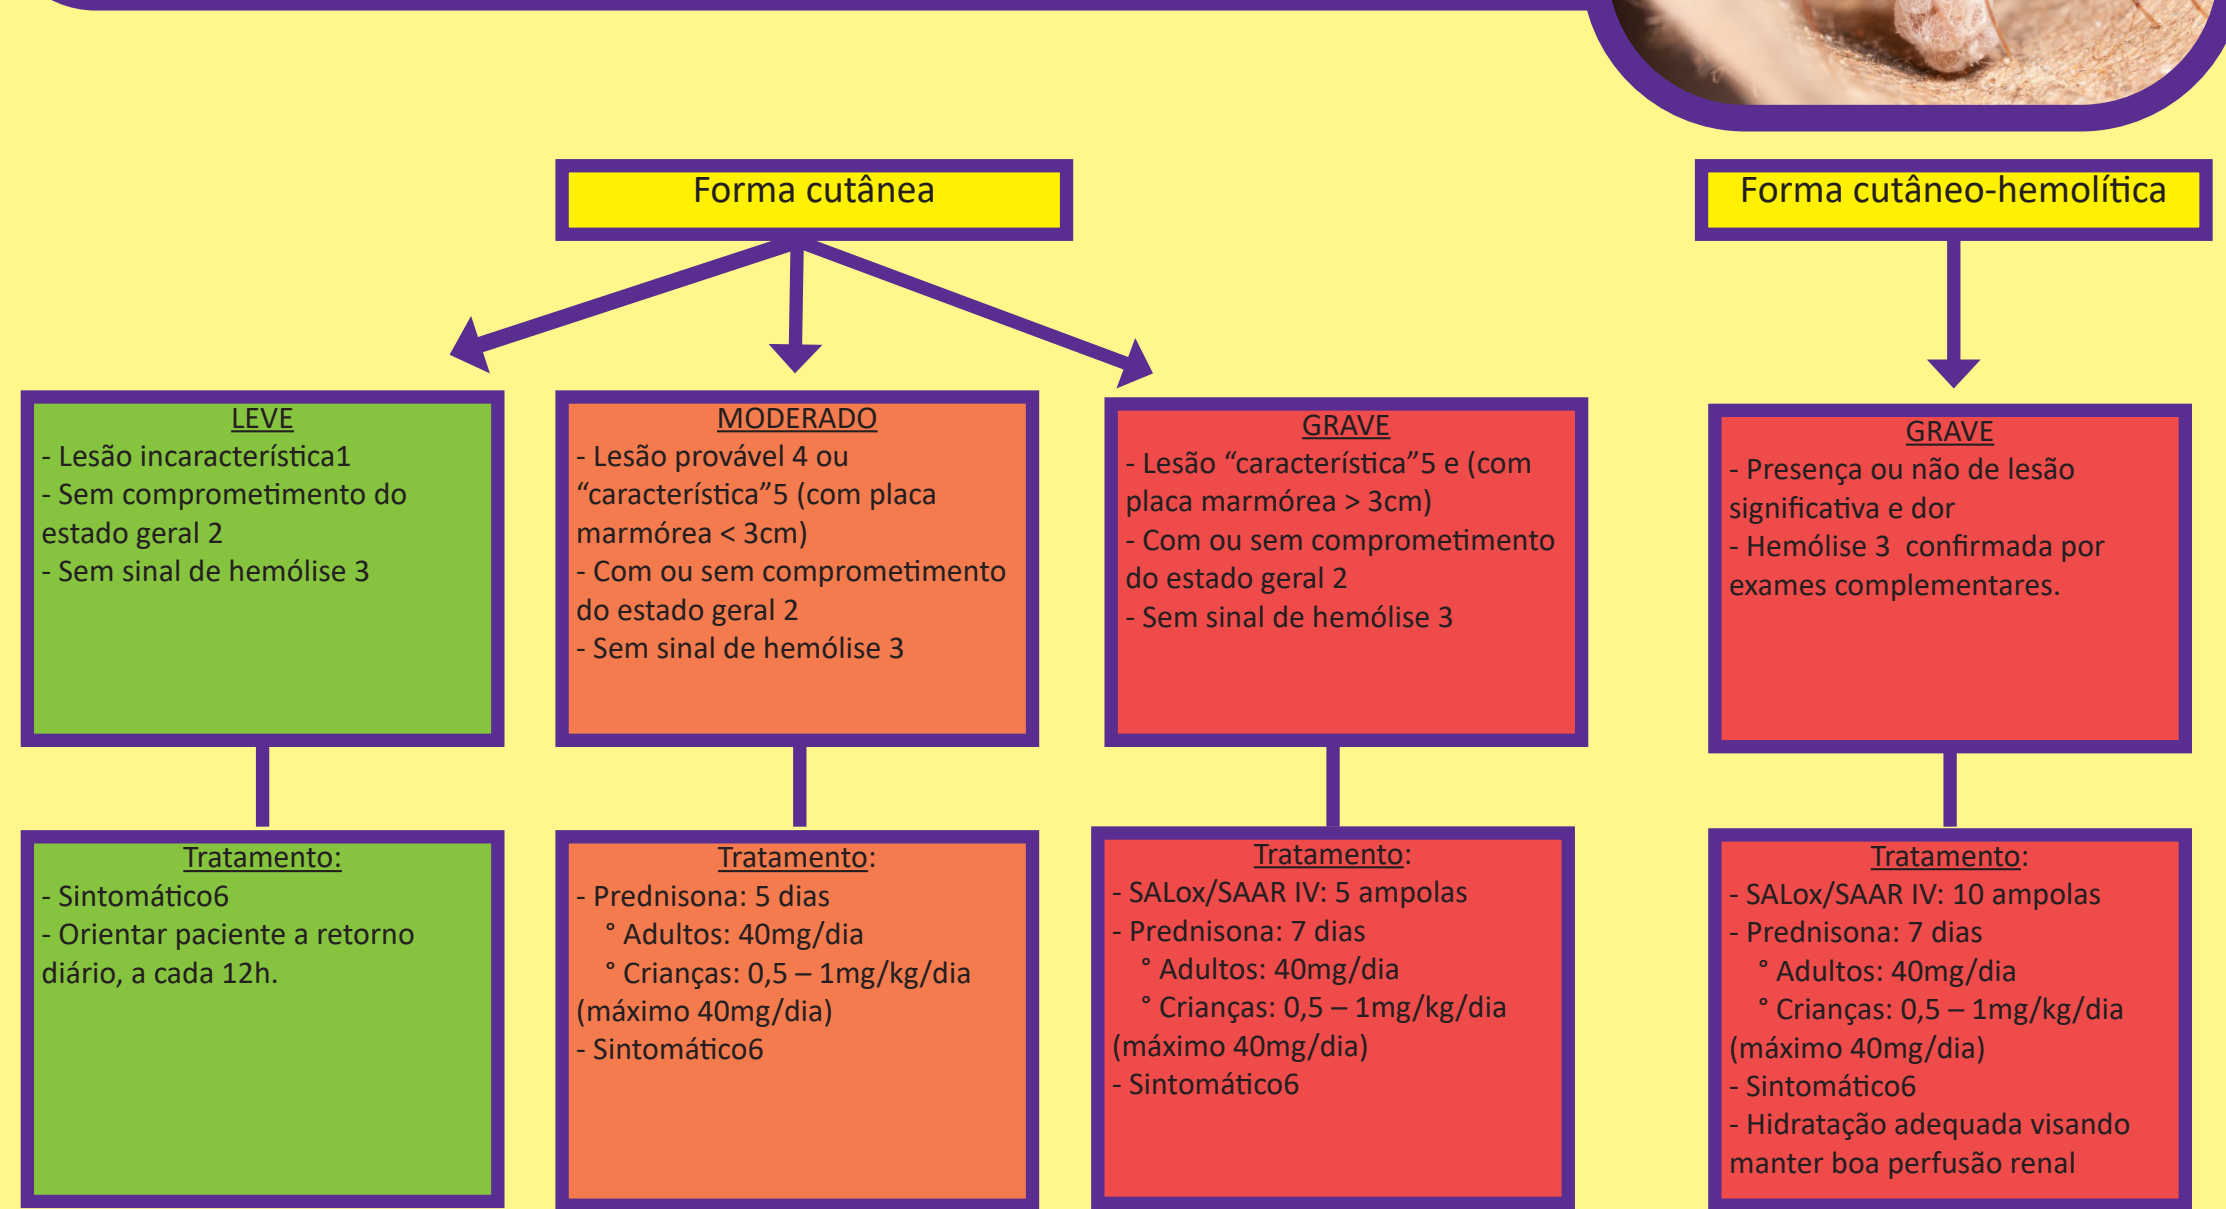 Forma cutânea
Forma cutâneo-hemolítica
LEVE
- Lesão incaracterística1
- Sem comprometimento do
estado geral 2
- Sem sinal de hemólise 3
MODERADO
- Lesão provável 4 ou
“característica”5 (com placa
marmórea < 3cm)
- Com ou sem comprometimento
do estado geral 2
- Sem sinal de hemólise 3
GRAVE
- Lesão “característica”5 e (com
placa marmórea > 3cm)
- Com ou sem comprometimento
do estado geral 2
- Sem sinal de hemólise 3
GRAVE
- Presença ou não de lesão
significativa e dor
- Hemólise 3  confirmada por
exames complementares.
Tratamento:
- Sintomático6
- Orientar paciente a retorno
diário, a cada 12h.
Tratamento:
- Prednisona: 5 dias
° Adultos: 40mg/dia
° Crianças: 0,5 – 1mg/kg/dia
(máximo 40mg/dia)
- Sintomático6
Tratamento:
- SALox/SAAR IV: 5 ampolas
- Prednisona: 7 dias
° Adultos: 40mg/dia
° Crianças: 0,5 – 1mg/kg/dia
(máximo 40mg/dia)
- Sintomático6
Tratamento:
- SALox/SAAR IV: 10 ampolas
- Prednisona: 7 dias
° Adultos: 40mg/dia
° Crianças: 0,5 – 1mg/kg/dia
(máximo 40mg/dia)
- Sintomático6
- Hidratação adequada visando
manter boa perfusão renal